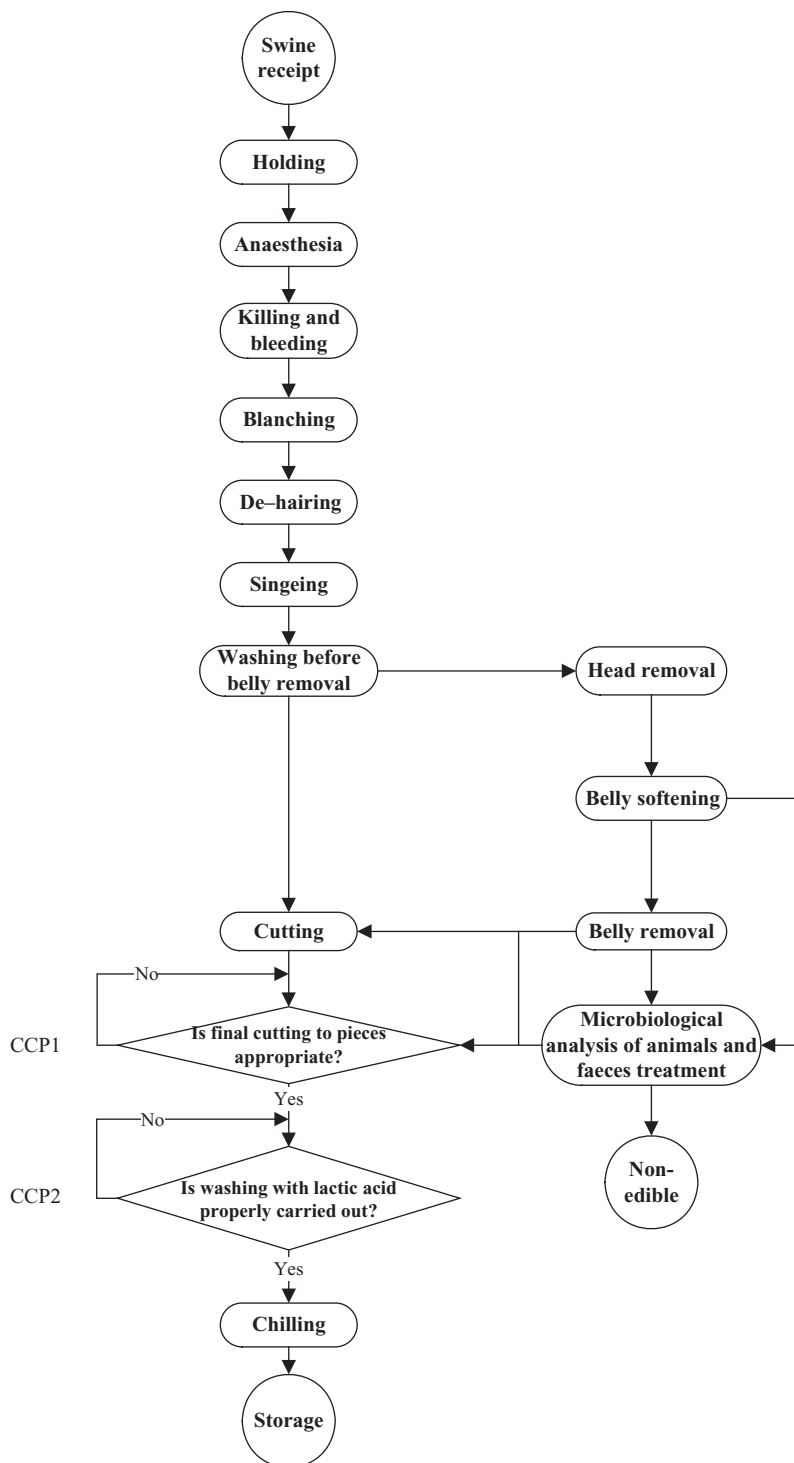 Swine
receipt
Holding
Anaesthesia
Killing and
bleeding
Blanching
De–hairing
Singeing
Washing before
belly removal
Head removal
Belly softening
Cutting
Belly removal
No
CCP1
Is final cutting to pieces
appropriate?
Microbiological
analysis of animals and
faeces treatment
Yes
No
CCP2
Is washing with lactic acid
properly carried out?
Non-
edible
Yes
Chilling
Storage